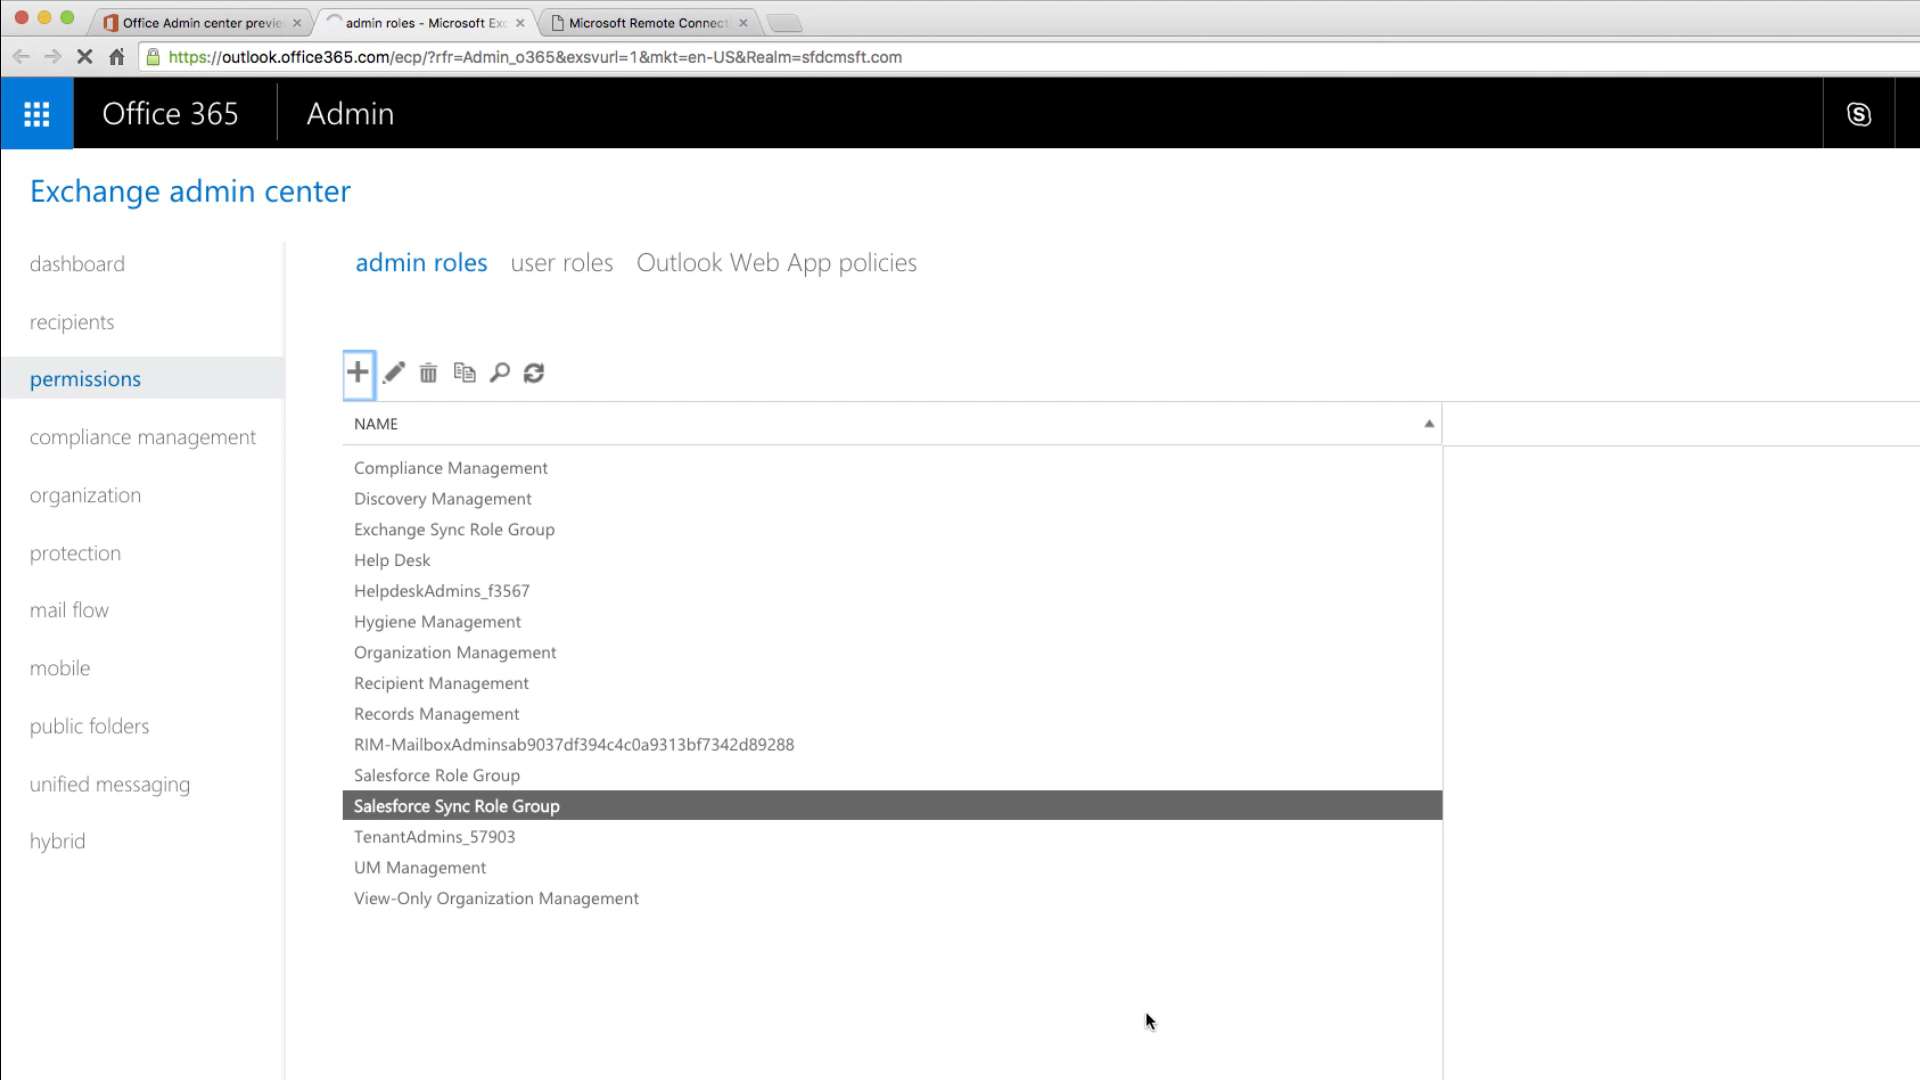 Office Admin center previe
admin roles - Microsoft Exc
Microsoft Remote Connecti
https://outlook.office365.com/ecp/?rfr=Admin_o365&exsvurl=1&mkt=en-US&Realm=sfdcmsft.com
Office 365
Admin
Exchange admin center
dashboard
recipients
permissions
compliance management
organization
protection
mail flow
mobile
public folders
unified messaging
hybrid
admin roles
user roles
Outlook Web App policies
NAME
Compliance Management
Discovery Management
Exchange Sync Role Group
Help Desk
HelpdeskAdmins_f3567
Hygiene Management
Organization Management
Recipient Management
Records Management
RIM-MailboxAdminsab9037df394c4c0a9313bf7342d89288
Salesforce Role Group
Salesforce Sync Role Group
TenantAdmins_57903
UM Management
View-Only Organization Management